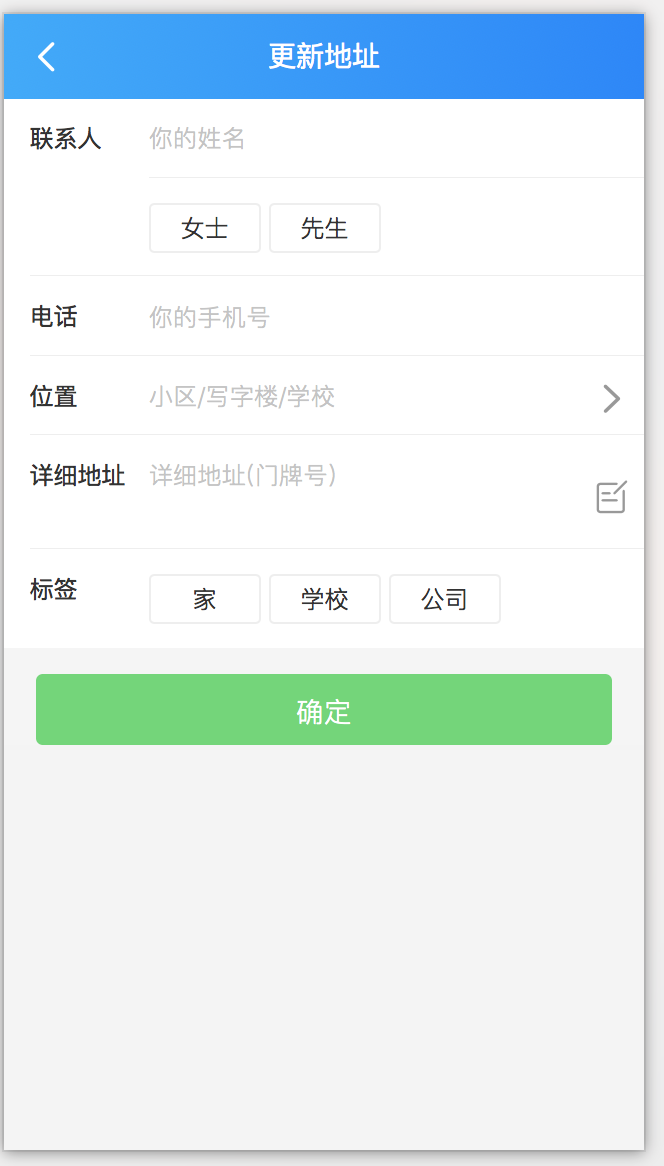 更新地址
联系人 你的姓名
女士 先生
电话 你的手机号
位置 小区/写字楼/学校
详细地址 详细地址(门牌号)
标签 家 学校 公司
确定